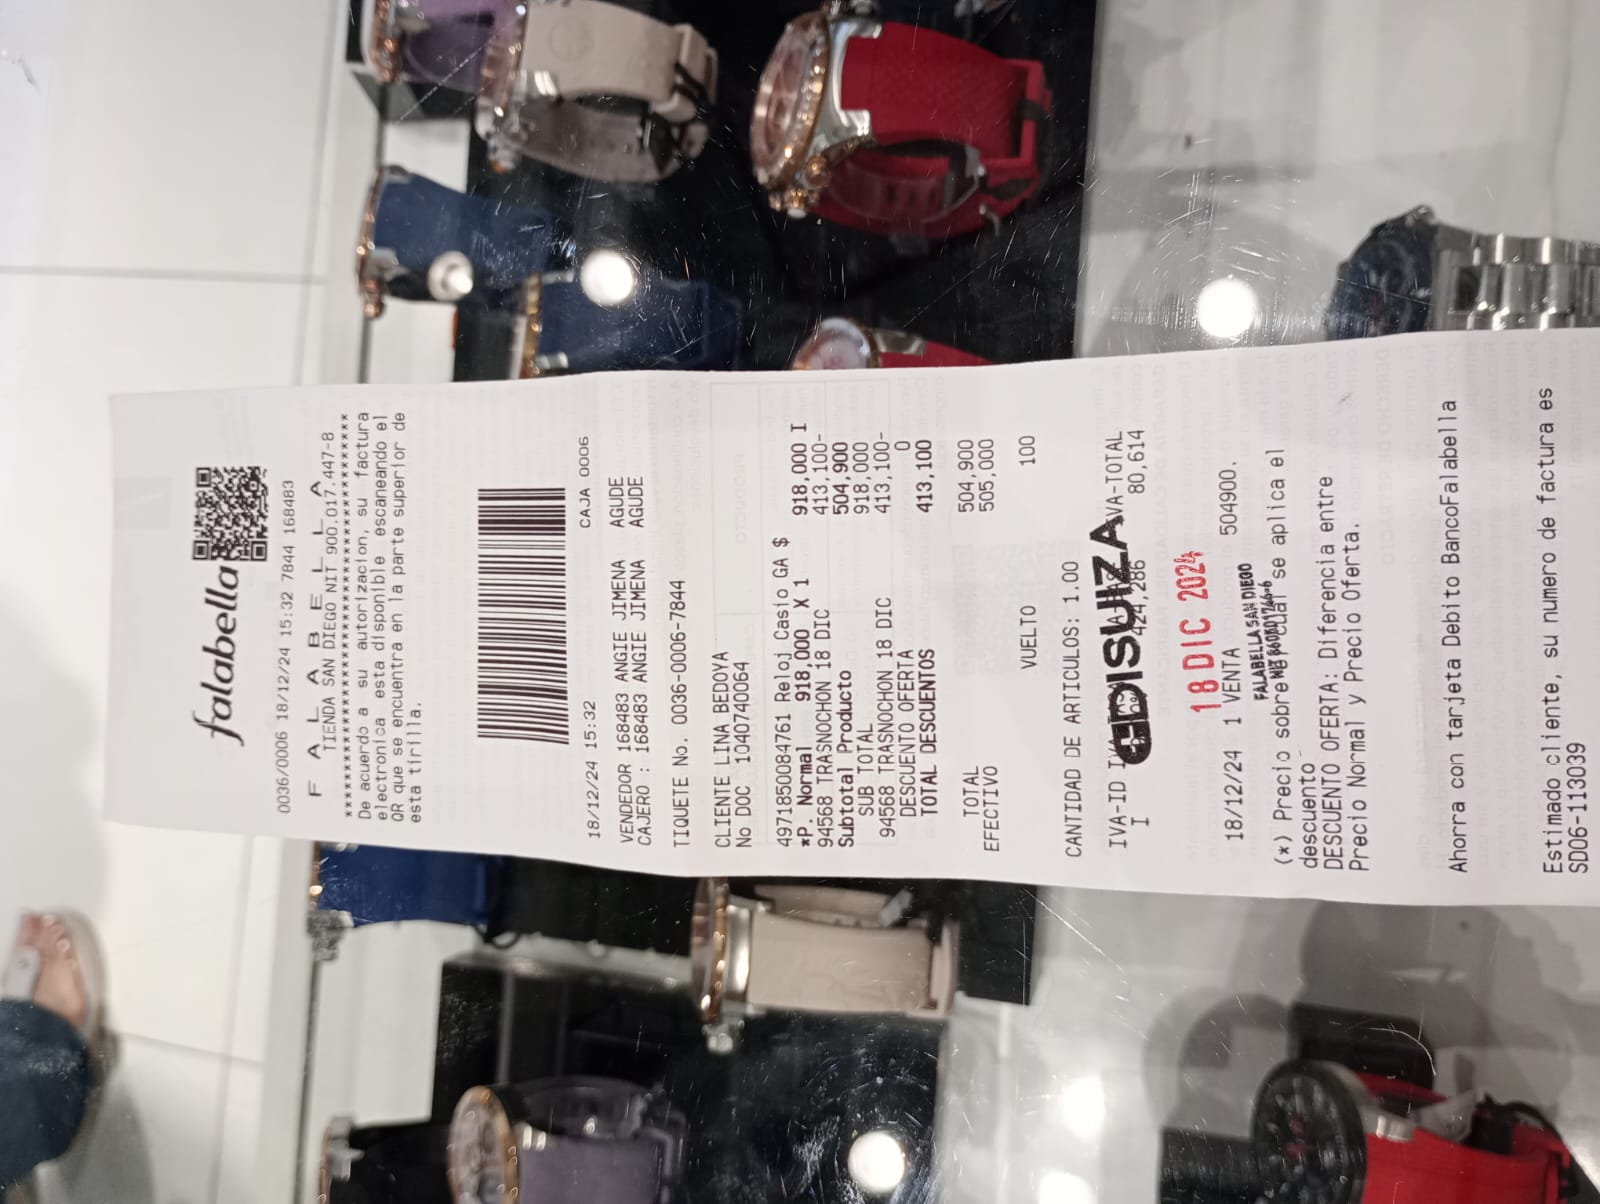 falabella
0036/0006 18/12/24 15:32 7844 168483
F A L A B E L L A
TIENDA SAN DIEGO NIT 900.017.447-8
****************************************
De acuerdo a su autorizacion, su factura
electronica esta disponible escaneando el
QR que se encuentra en la parte superior de
esta tirilla.
18/12/24 15:32 CAJA 0006
VENDEDOR 168483 ANGIE JIMENA AGUDE
CAJERO : 168483 ANGIE JIMENA AGUDE
TIQUETE No. 0036-0006-7844
CLIENTE LINA BEDOYA
No DOC 1040740064
4971850084761 Reloj Casio GA $ 918,000 I
*P. Normal 918,000 X 1
94568 TRASNOCHON 18 DIC 413,100-
Subtotal Producto 504,900
SUB TOTAL 918,000
94568 TRASNOCHON 18 DIC 413,100-
DESCUENTO OFERTA 0
TOTAL DESCUENTOS 413,100
TOTAL 504,900
EFECTIVO 505,000
VUELTO 100
CANTIDAD DE ARTICULOS: 1.00
IVA-ID VA-TOTAL
I 424,286 80,614
DISUIZA
18 DIC 2024
18/12/24 1 VENTA 504900.
FALABELLA SAN DIEGO
(*) Precio sobre el cual se aplica el
descuento
DESCUENTO OFERTA: Diferencia entre
Precio Normal y Precio Oferta.
Ahorra con tarjeta Debito BancoFalabella
Estimado cliente, su numero de factura es
SD06-113039